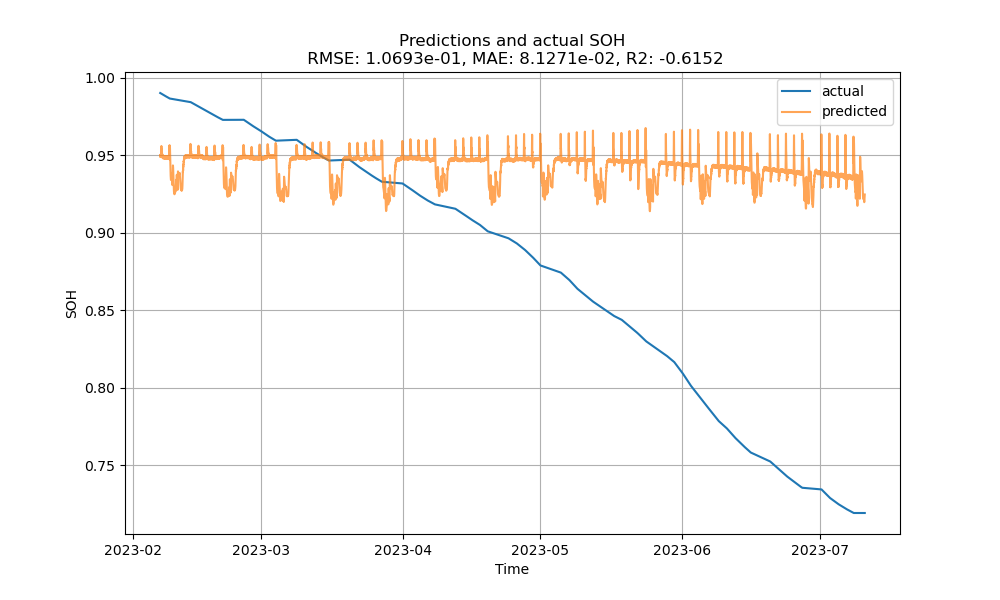 Predictions and actual SOH
RMSE: 1.0693e-01, MAE: 8.1271e-02, R2: -0.6152
1.00
0.95
0.90
0.85
0.80
0.75
SOH
actual
predicted
2023-02
2023-03
2023-04
2023-05
2023-06
2023-07
Time